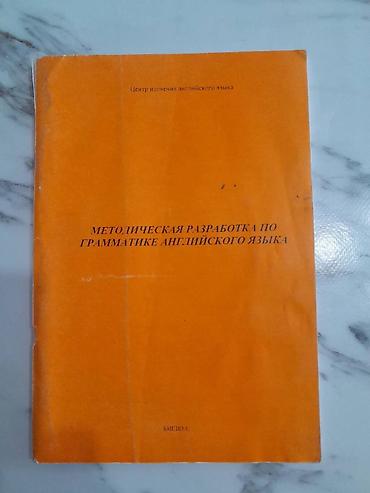 Центр изучения английского языка
МЕТОДИЧЕСКАЯ РАЗРАБОТКА ПО
ГРАММАТИКЕ АНГЛИЙСКОГО ЯЗЫКА